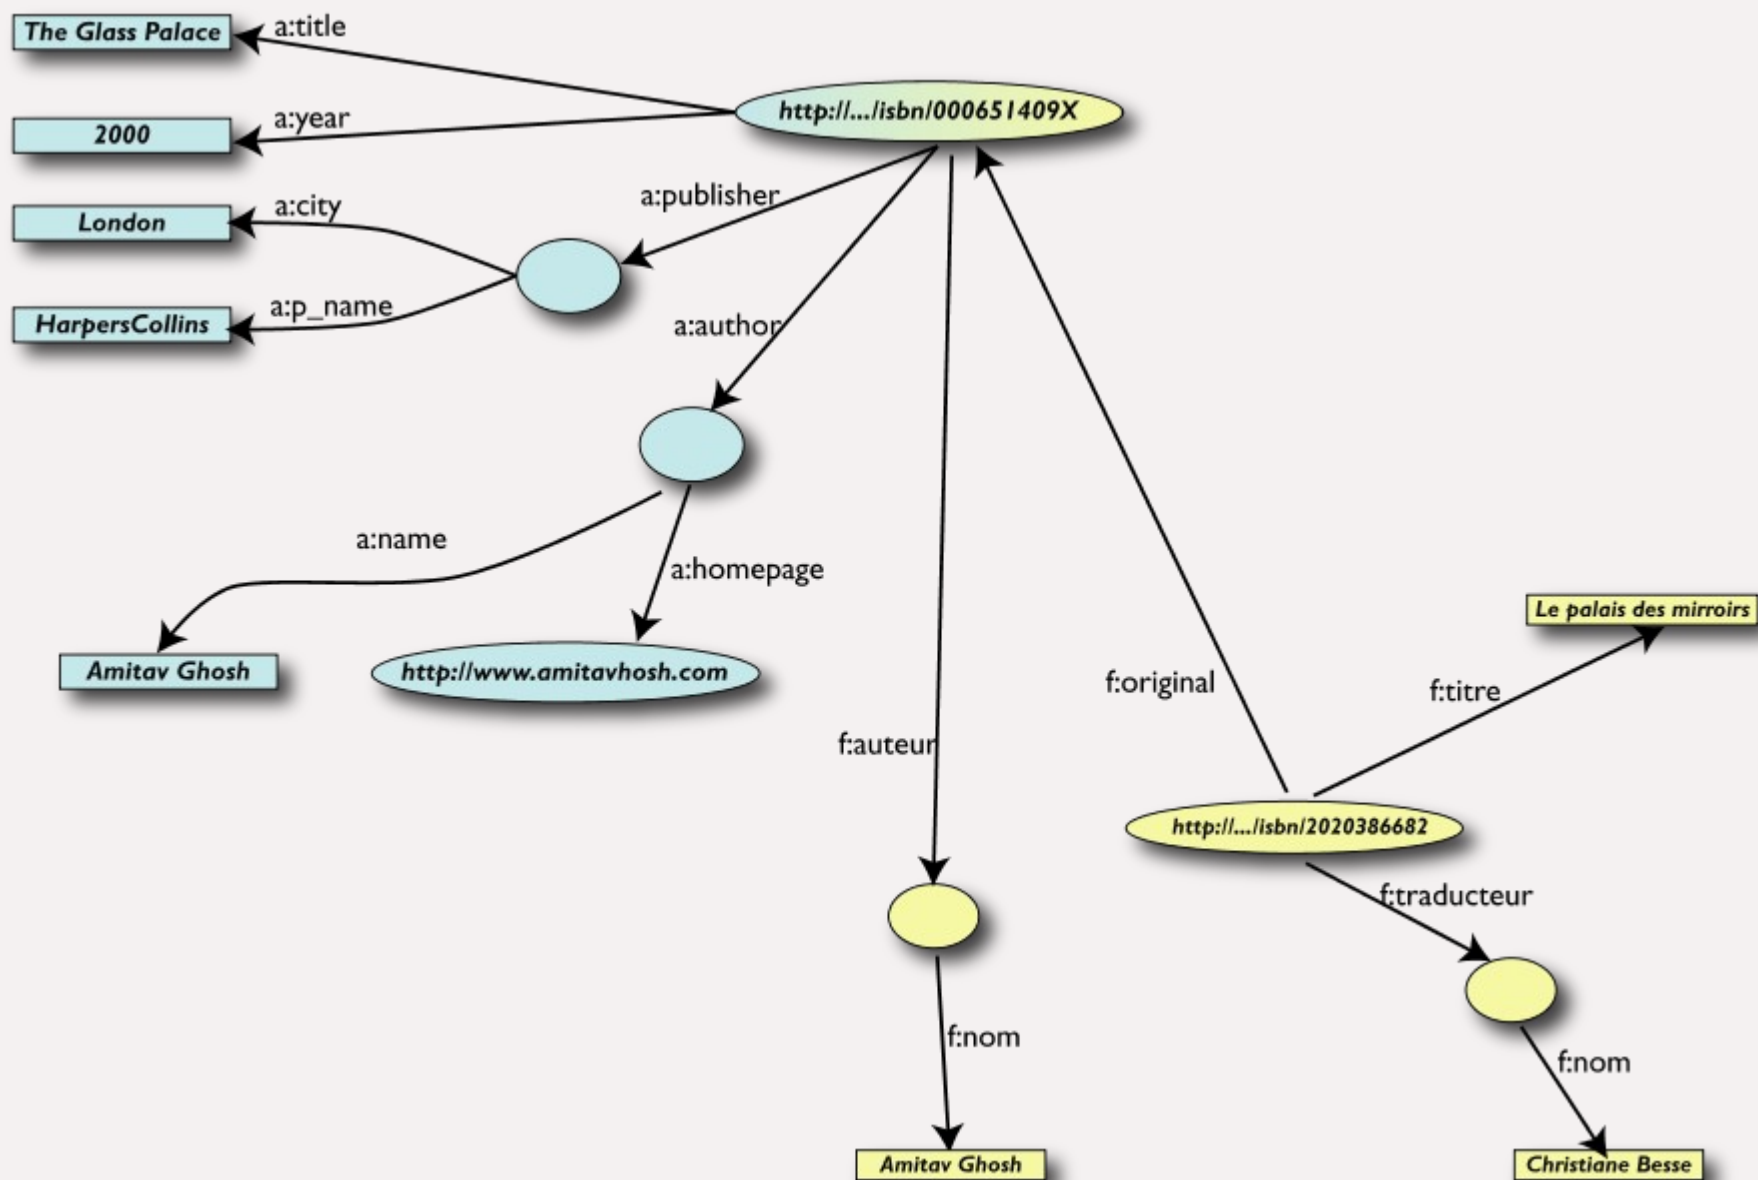 The Glass Palace
a:title
http://.../isbn/000651409X
2000
a:year
a:publisher
London
a:city
HarpersCollins
a:p_name
a:author
a:name
a:homepage
Amitav Ghosh
http://www.amitavhosh.com
Le palais des mirroirs
f:original
f:titre
f:auteur
http://.../isbn/2020386682
f:traducteur
f:nom
f:nom
Amitav Ghosh
Christiane Besse